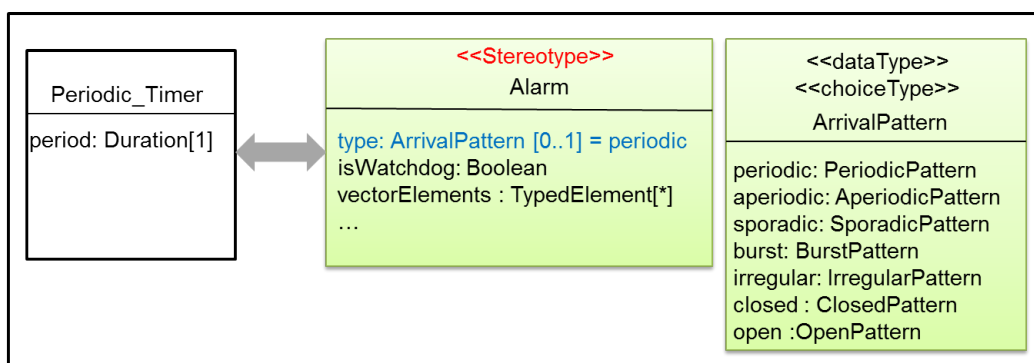 Periodic_Timer
period: Duration[1]
<<Stereotype>>
Alarm
type: ArrivalPattern [0..1] = periodic
isWatchdog: Boolean
vectorElements : TypedElement[*]
…
<<dataType>>
<<choiceType>>
ArrivalPattern
periodic: PeriodicPattern
aperiodic: AperiodicPattern
sporadic: SporadicPattern
burst: BurstPattern
irregular: IrregularPattern
closed : ClosedPattern
open :OpenPattern